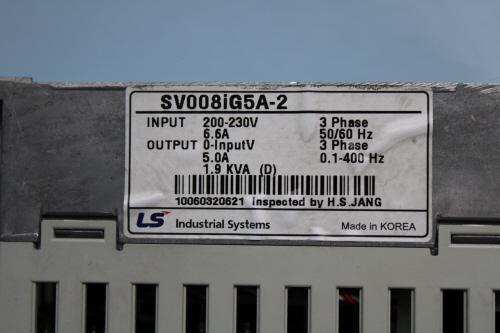 SV008iG5A-2
INPUT 200-230V 3 Phase
6.6A 50/60 Hz
OUTPUT 0-InputV 3 Phase
5.0A 0.1-400 Hz
1.9 KVA (D)
10060320621 Inspected by H.S.JANG
LS Industrial Systems Made in KOREA